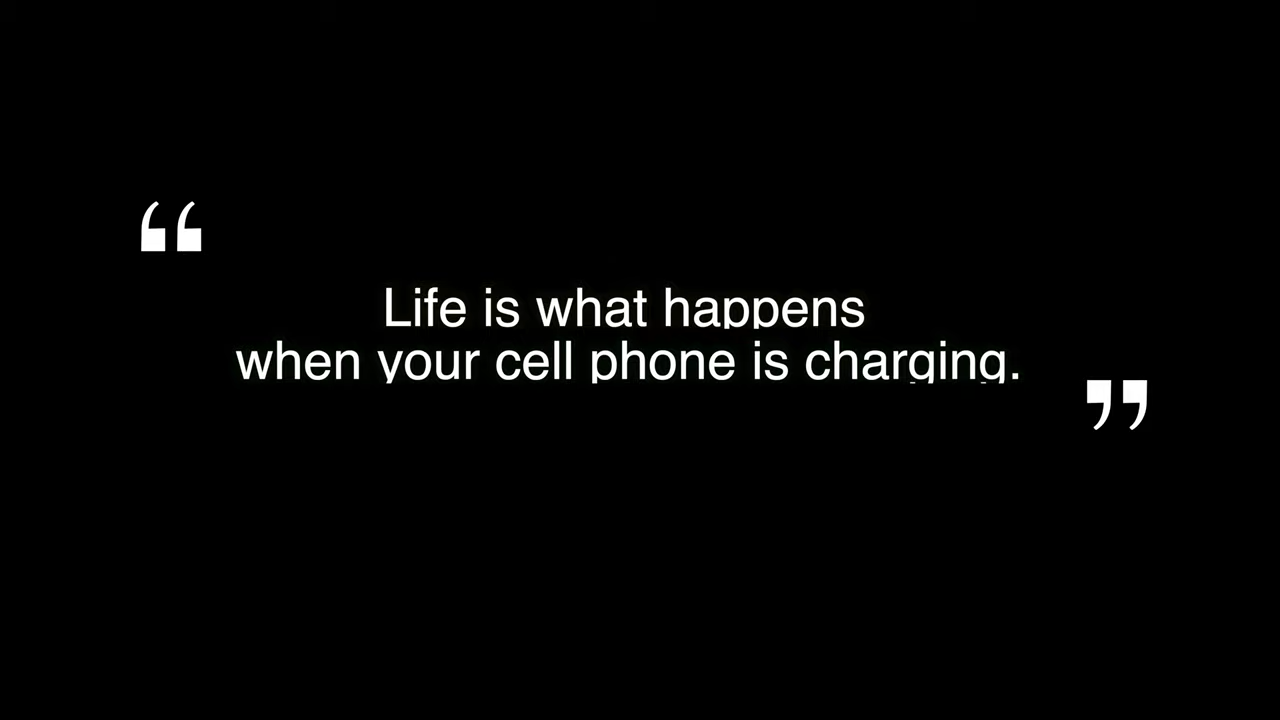 “
Life is what happens
when your cell phone is charging.
”